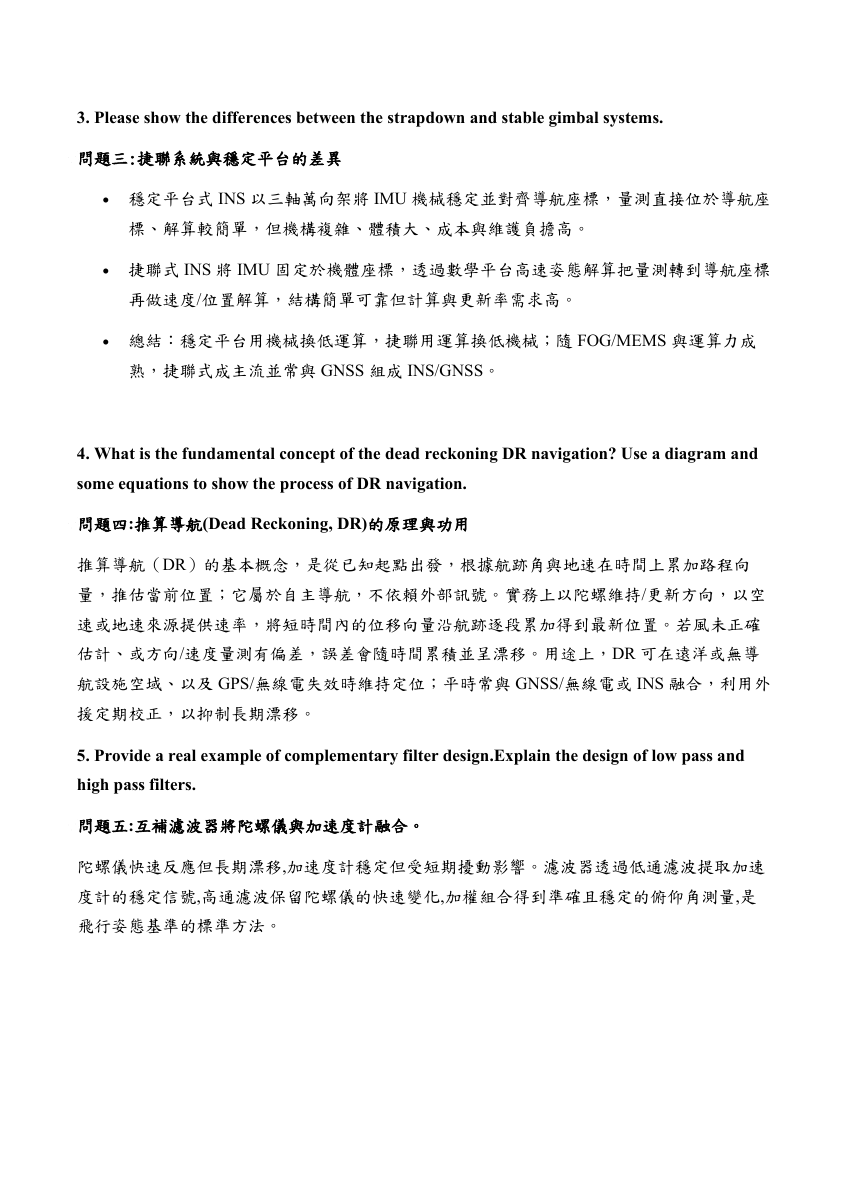 3. Please show the differences between the strapdown and stable gimbal systems.
問題三:捷聯系統與穩定平台的差異
• 穩定平台式 INS 以三軸萬向架將 IMU 機械穩定並對齊導航座標，量測直接位於導航座
標、解算較簡單，但機構複雜、體積大、成本與維護負擔高。
• 捷聯式 INS 將 IMU 固定於機體座標，透過數學平台高速姿態解算把量測轉到導航座標
再做速度/位置解算，結構簡單可靠但計算與更新率需求高。
• 總結：穩定平台用機械換低運算，捷聯用運算換低機械；隨 FOG/MEMS 與運算力成
熟，捷聯式成主流並常與 GNSS 組成 INS/GNSS。
4. What is the fundamental concept of the dead reckoning DR navigation? Use a diagram and
some equations to show the process of DR navigation.
問題四:推算導航(Dead Reckoning, DR)的原理與功用
推算導航（DR）的基本概念，是從已知起點出發，根據航跡角與地速在時間上累加路程向
量，推估當前位置；它屬於自主導航，不依賴外部訊號。實務上以陀螺維持/更新方向，以空
速或地速來源提供速率，將短時間內的位移向量沿航跡逐段累加得到最新位置。若風未正確
估計、或方向/速度量測有偏差，誤差會隨時間累積並呈漂移。用途上，DR 可在遠洋或無導
航設施空域、以及 GPS/無線電失效時維持定位；平時常與 GNSS/無線電或 INS 融合，利用外
援定期校正，以抑制長期漂移。
5. Provide a real example of complementary filter design.Explain the design of low pass and
high pass filters.
問題五:互補濾波器將陀螺儀與加速度計融合。
陀螺儀快速反應但長期漂移,加速度計穩定但受短期擾動影響。濾波器透過低通濾波提取加速
度計的穩定信號,高通濾波保留陀螺儀的快速變化,加權組合得到準確且穩定的俯仰角測量,是
飛行姿態基準的標準方法。